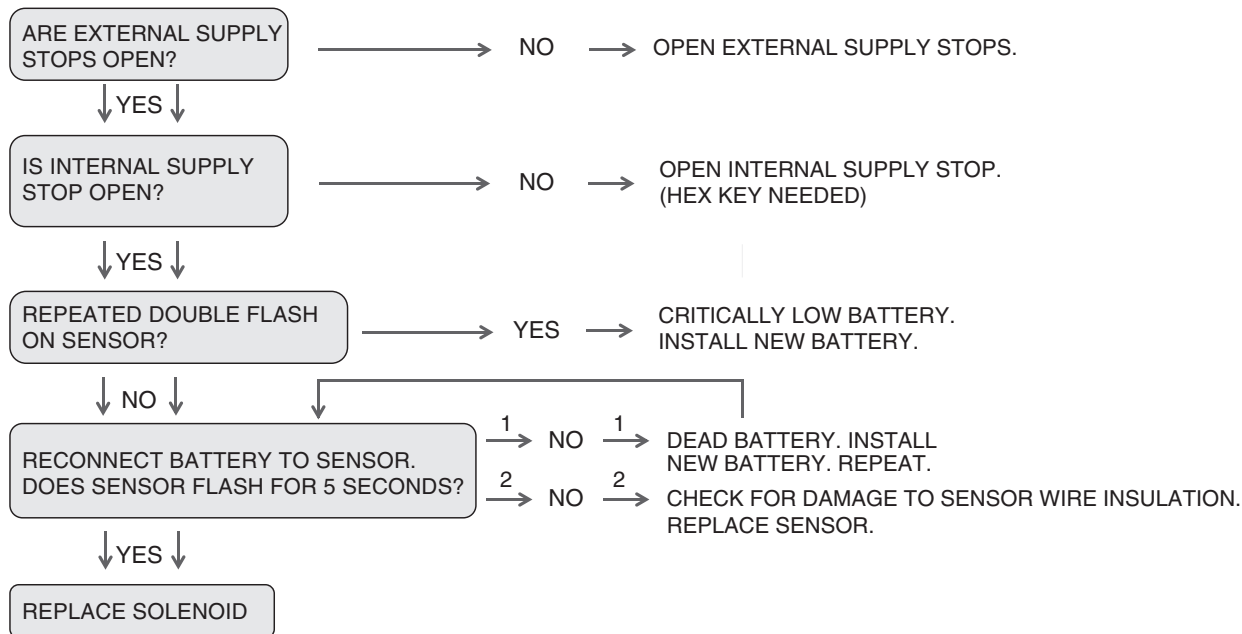 ARE EXTERNAL SUPPLY
STOPS OPEN?
NO
OPEN EXTERNAL SUPPLY STOPS.
YES
IS INTERNAL SUPPLY
STOP OPEN?
NO
OPEN INTERNAL SUPPLY STOP.
(HEX KEY NEEDED)
YES
REPEATED DOUBLE FLASH
ON SENSOR?
YES
CRITICALLY LOW BATTERY.
INSTALL NEW BATTERY.
NO
RECONNECT BATTERY TO SENSOR.
DOES SENSOR FLASH FOR 5 SECONDS?
1
NO
1
DEAD BATTERY. INSTALL
NEW BATTERY. REPEAT.
2
NO
2
CHECK FOR DAMAGE TO SENSOR WIRE INSULATION.
REPLACE SENSOR.
YES
REPLACE SOLENOID